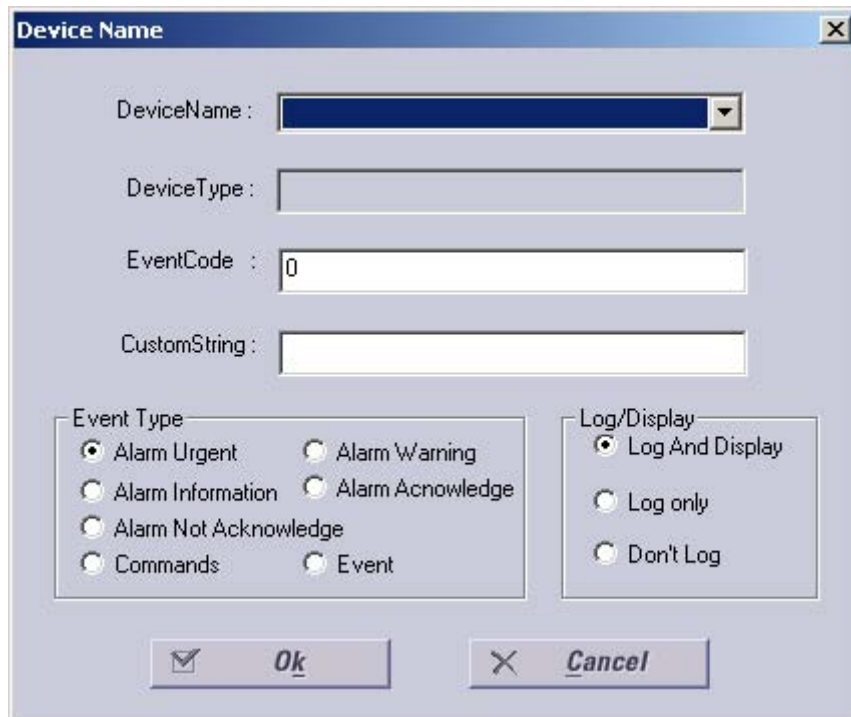 Device Name
DeviceName :
DeviceType :
EventCode :
0
CustomString :
Event Type
Alarm Urgent
Alarm Warning
Alarm Information
Alarm Acnowledge
Alarm Not Acknowledge
Commands
Event
Log/Display
Log And Display
Log only
Don't Log
Ok
Cancel